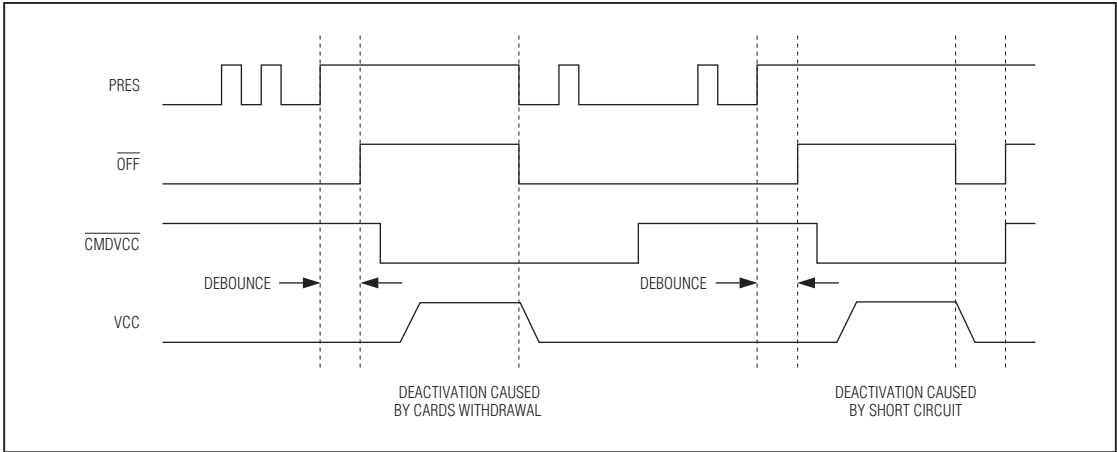 PRES
OFF
CMDVCC
DEBOUNCE
DEBOUNCE
VCC
DEACTIVATION CAUSED
BY CARDS WITHDRAWAL
DEACTIVATION CAUSED
BY SHORT CIRCUIT